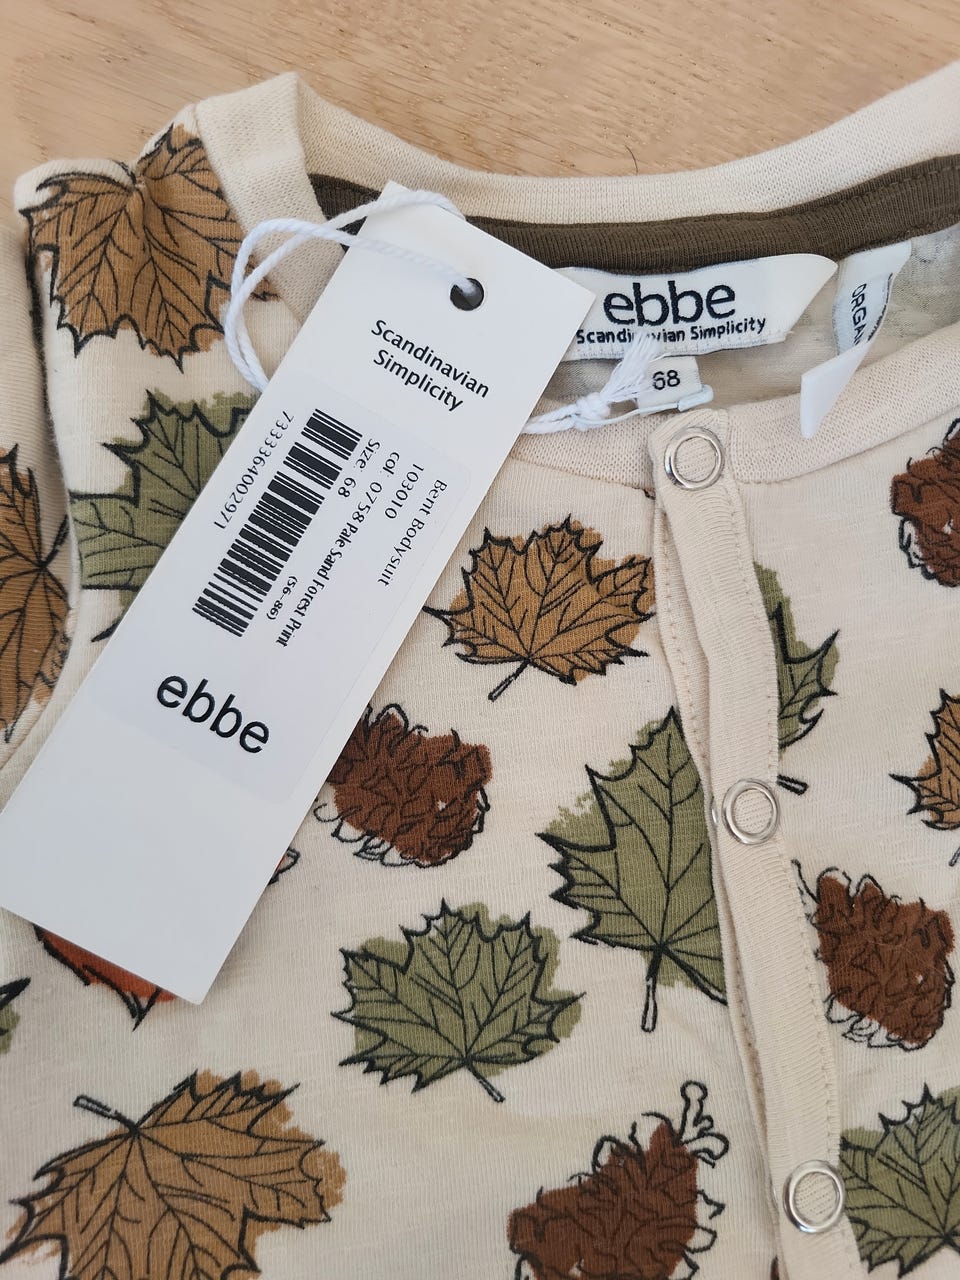 Scandinavian
Simplicity
Bent Bodysuit
103010
col: 0758 Pale Sand Forest Print
Size: 68
(56-86)
7333364002971
ebbe
ebbe
Scandinavian Simplicity
68
ORGAN